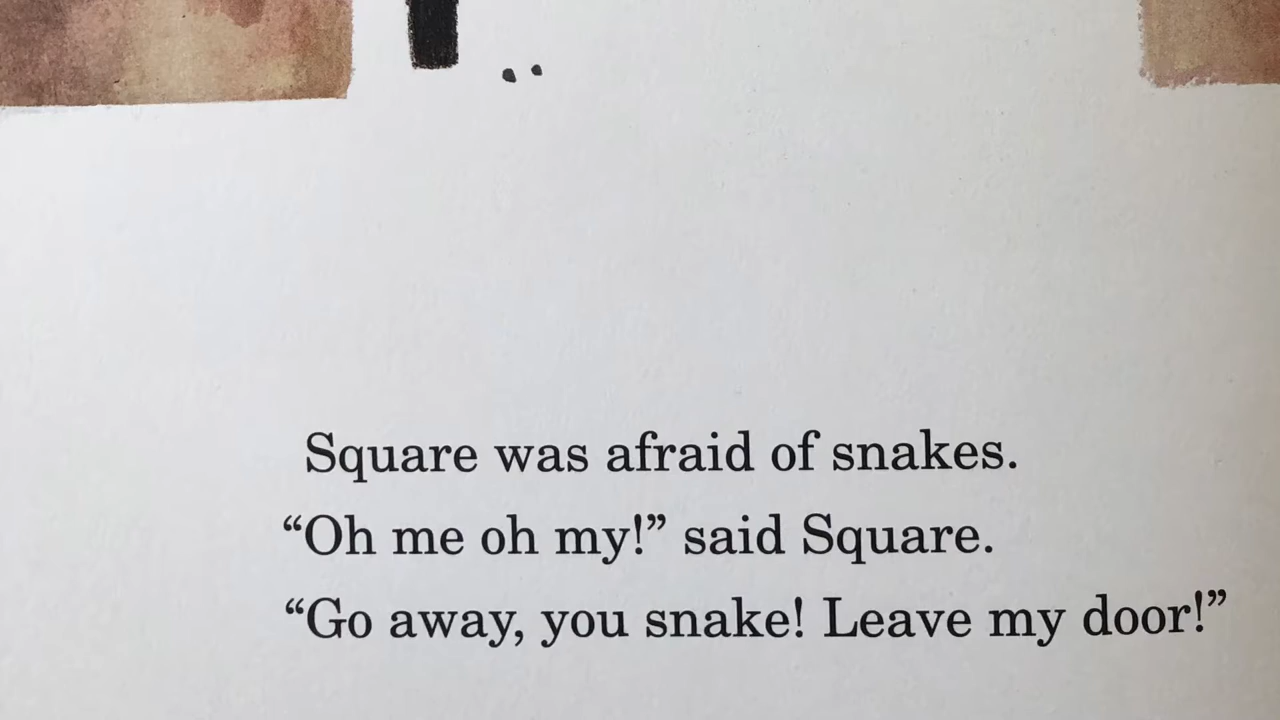 Square was afraid of snakes.
“Oh me oh my!” said Square.
“Go away, you snake! Leave my door!”